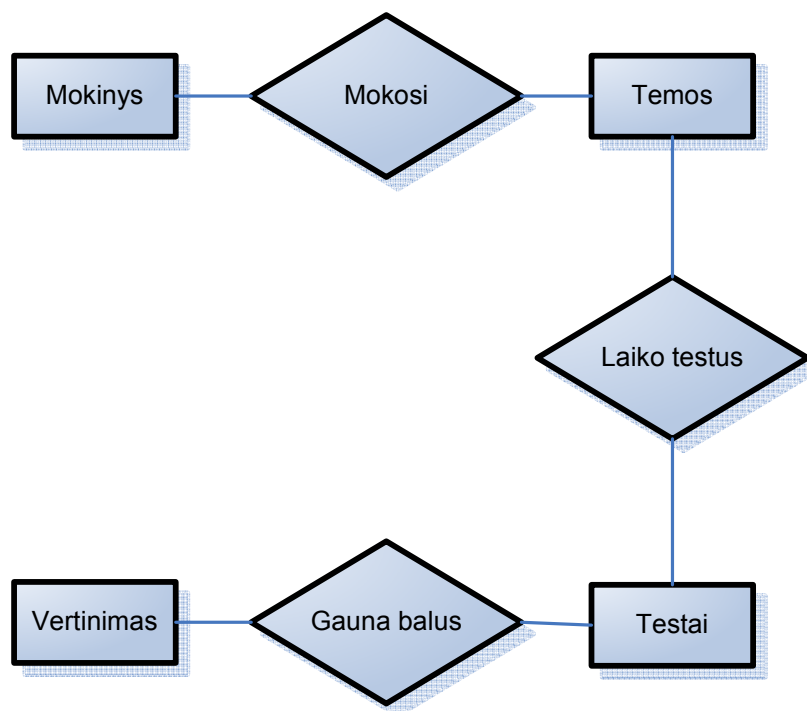 Mokinys
Mokosi
Temos
Laiko testus
Vertinimas
Gauna balus
Testai